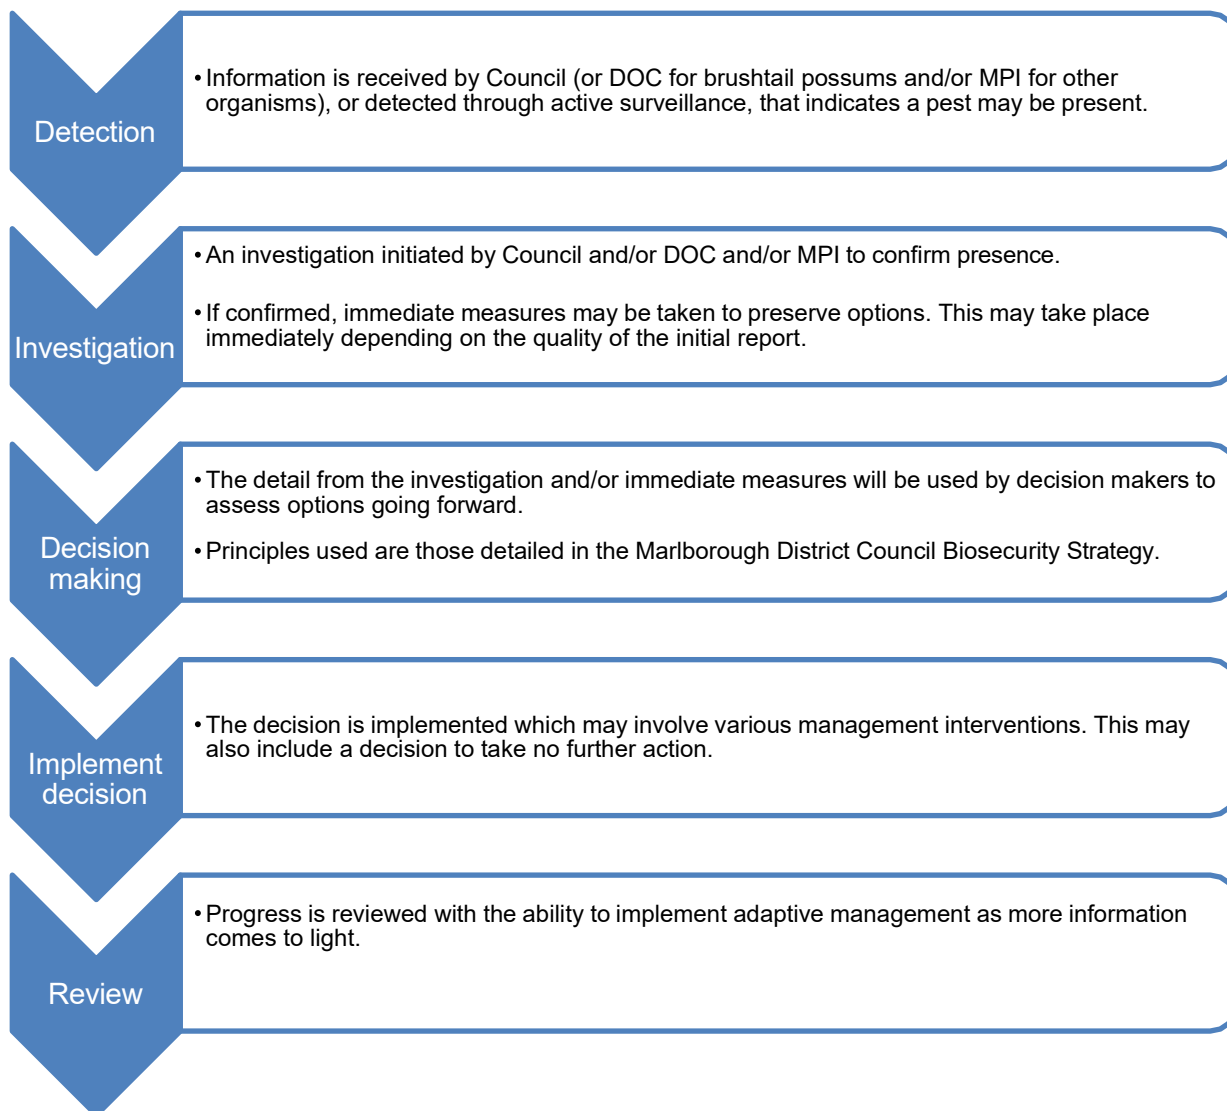 Detection
• Information is received by Council (or DOC for brushtail possums and/or MPI for other
organisms), or detected through active surveillance, that indicates a pest may be present.
Investigation
• An investigation initiated by Council and/or DOC and/or MPI to confirm presence.
• If confirmed, immediate measures may be taken to preserve options. This may take place
immediately depending on the quality of the initial report.
Decision
making
• The detail from the investigation and/or immediate measures will be used by decision makers to
assess options going forward.
• Principles used are those detailed in the Marlborough District Council Biosecurity Strategy.
Implement
decision
• The decision is implemented which may involve various management interventions. This may
also include a decision to take no further action.
Review
• Progress is reviewed with the ability to implement adaptive management as more information
comes to light.